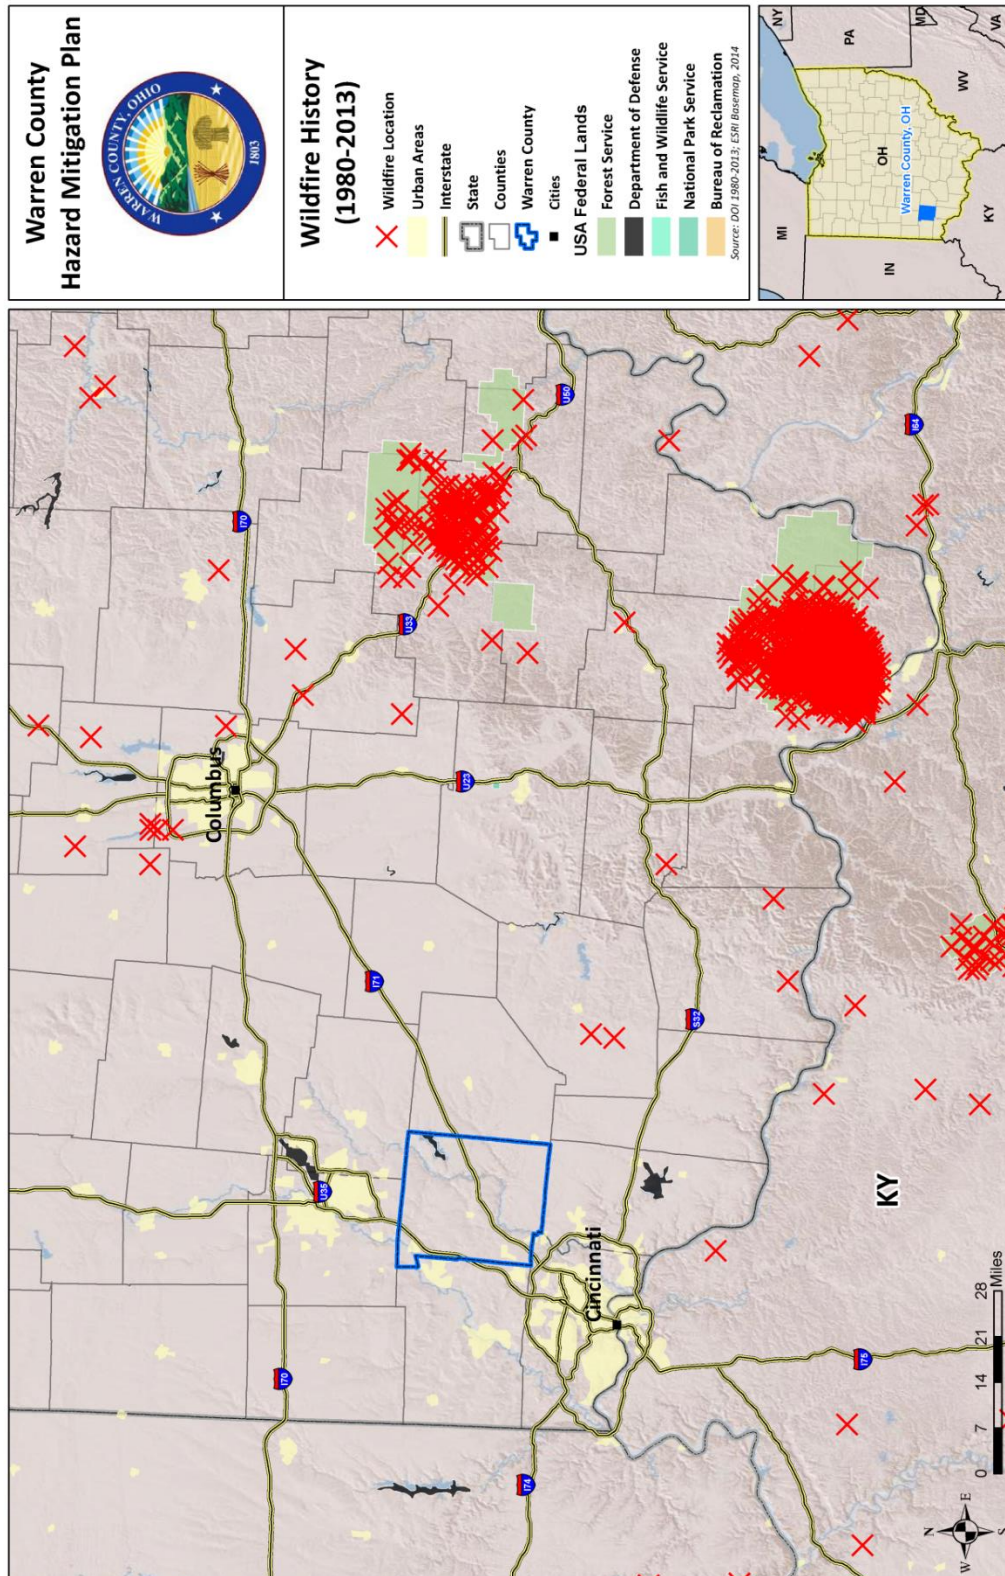 Warren County
Hazard Mitigation Plan
WARREN COUNTY, OHIO
1803
Wildfire History
(1980-2013)
Wildfire Location
Urban Areas
Interstate
State
Counties
Warren County
Cities
USA Federal Lands
Forest Service
Department of Defense
Fish and Wildlife Service
National Park Service
Bureau of Reclamation
Source: DOI 1980-2013; ESRI Basemap, 2014
MI
NY
PA
MD
VA
WV
OH
IN
KY
Warren County, OH
Columbus
Cincinnati
KY
I70
U35
I70
I71
U33
U50
U23
S32
I74
I75
I64
0 7 14 21 28
Miles
N
W E
S